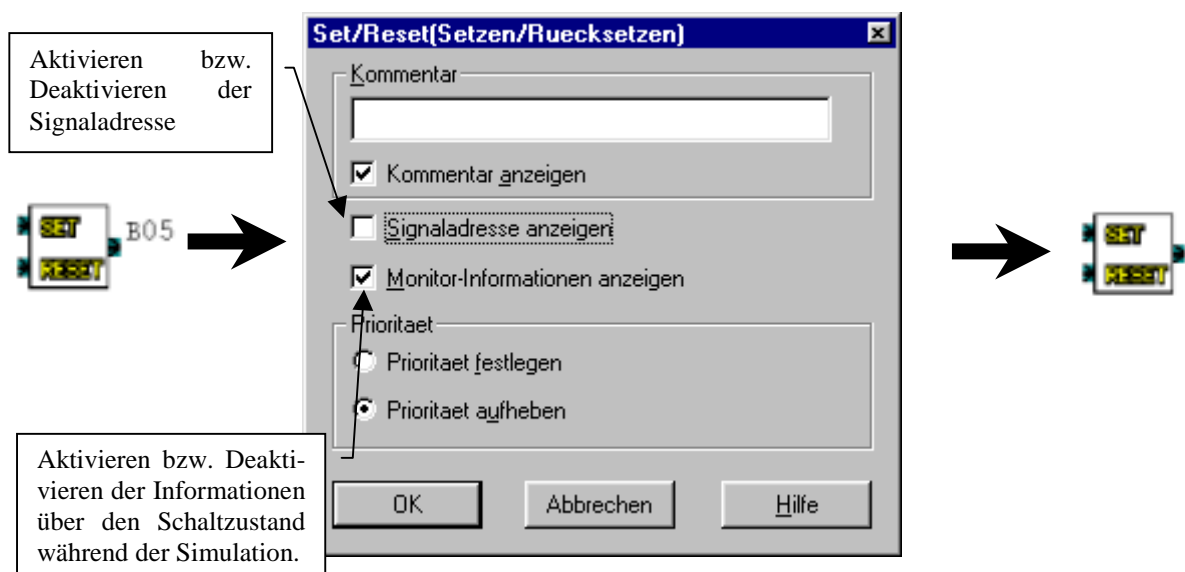 Aktivieren bzw.
Deaktivieren der
Signaladresse
SET
RESET
B05
Set/Reset(Setzen/Ruecksetzen)
Kommentar
Kommentar anzeigen
Signaladresse anzeigen
Monitor-Informationen anzeigen
Prioritaet
Prioritaet festlegen
Prioritaet aufheben
OK
Abbrechen
Hilfe
Aktivieren bzw. Deakti-
vieren der Informationen
über den Schaltzustand
während der Simulation.
SET
RESET